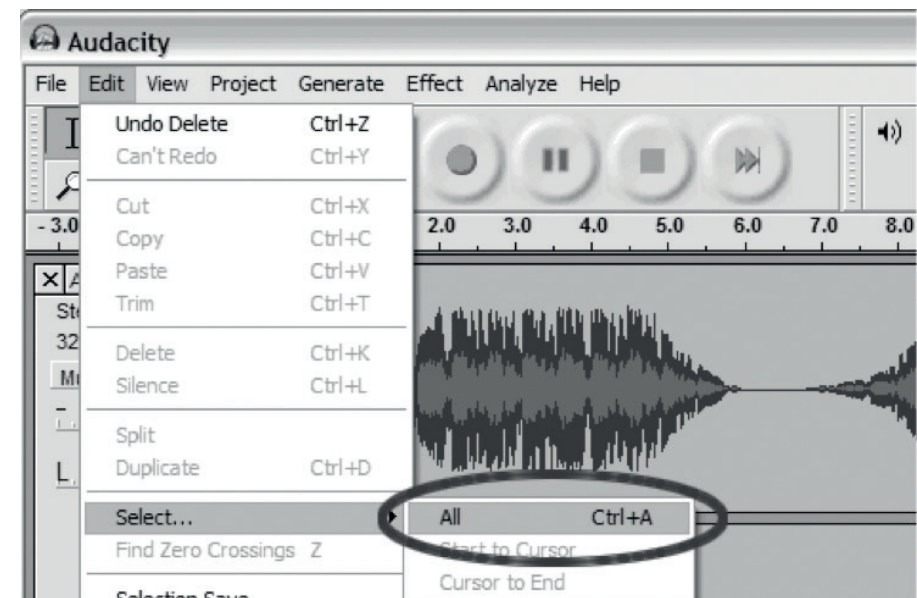 Audacity
File Edit View Project Generate Effect Analyze Help
Undo Delete Ctrl+Z
Can't Redo Ctrl+Y
Cut Ctrl+X
- 3.0 2.0 3.0 4.0 5.0 6.0 7.0 8.0
Copy Ctrl+C
Paste Ctrl+V
X A
Trim Ctrl+T
32
Delete Ctrl+K
Silence Ctrl+L
Split
L
Duplicate Ctrl+D
Select... All Ctrl+A
Find Zero Crossings Z Start to Cursor
Cursor to End
Selection Save